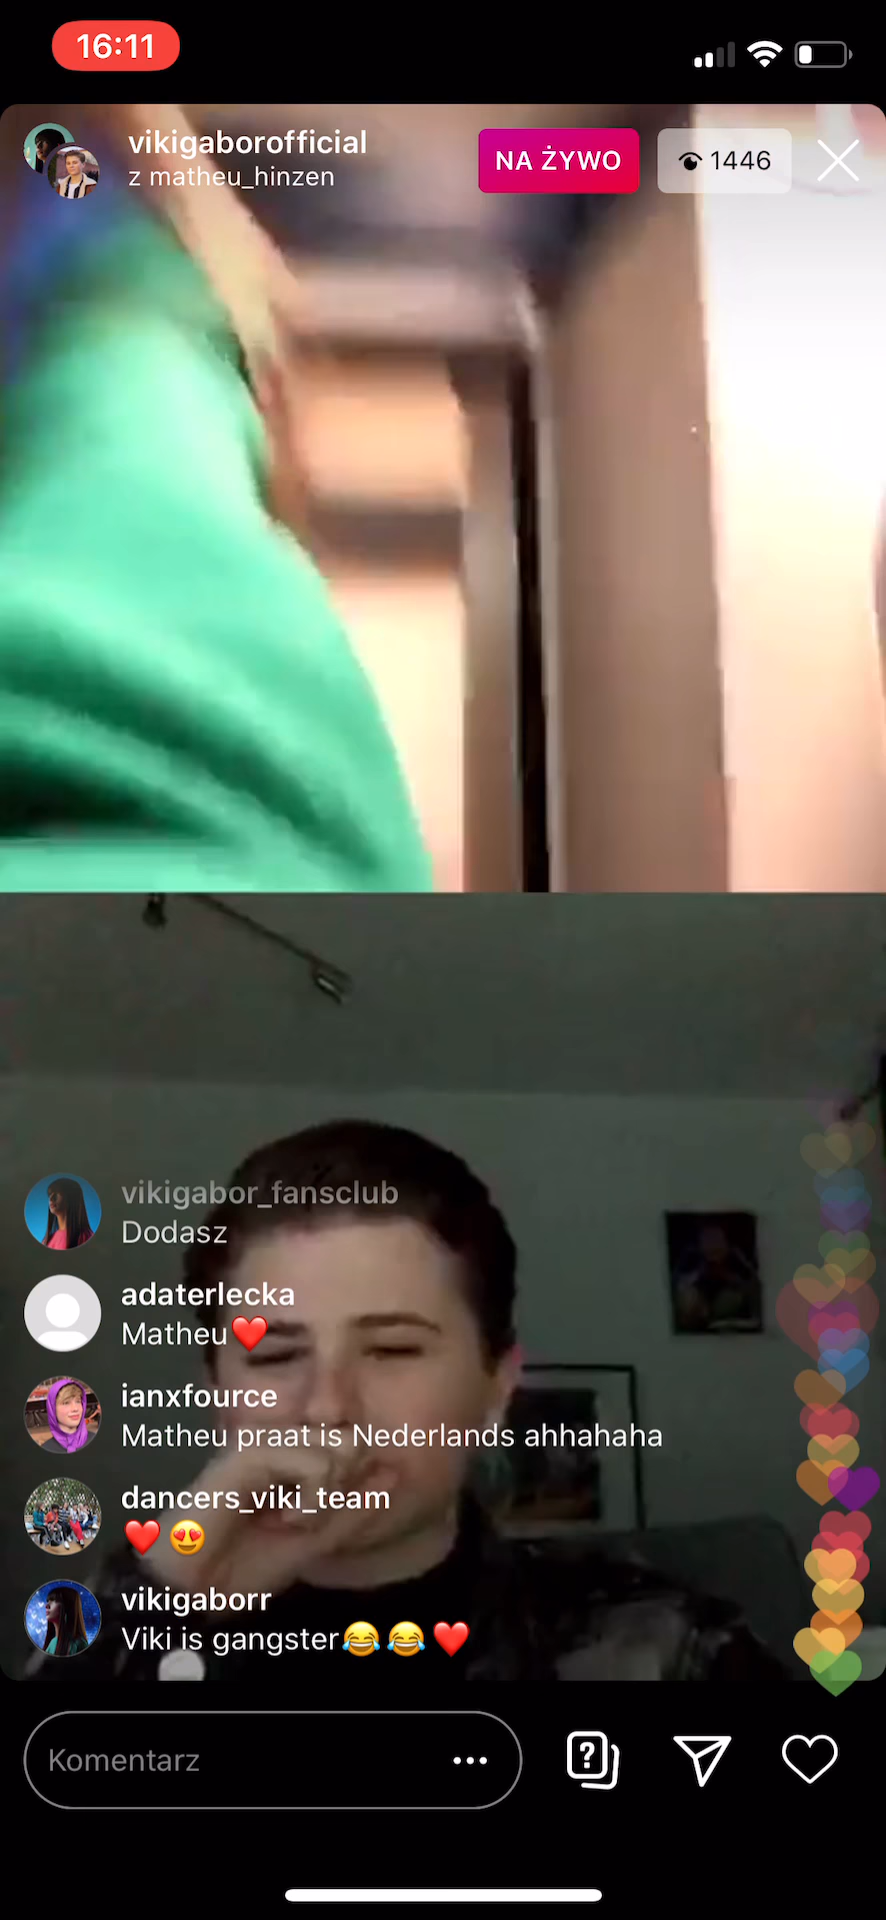 16:11
vikigaborofficial
z matheu_hinzen
NA ŻYWO
1446
vikigabor_fansclub
Dodasz
adaterlecka
Matheu❤️
ianxfource
Matheu praat is Nederlands ahhahaha
dancers_viki_team
❤️😍
vikigaborr
Viki is gangster😂😂❤️
Komentarz